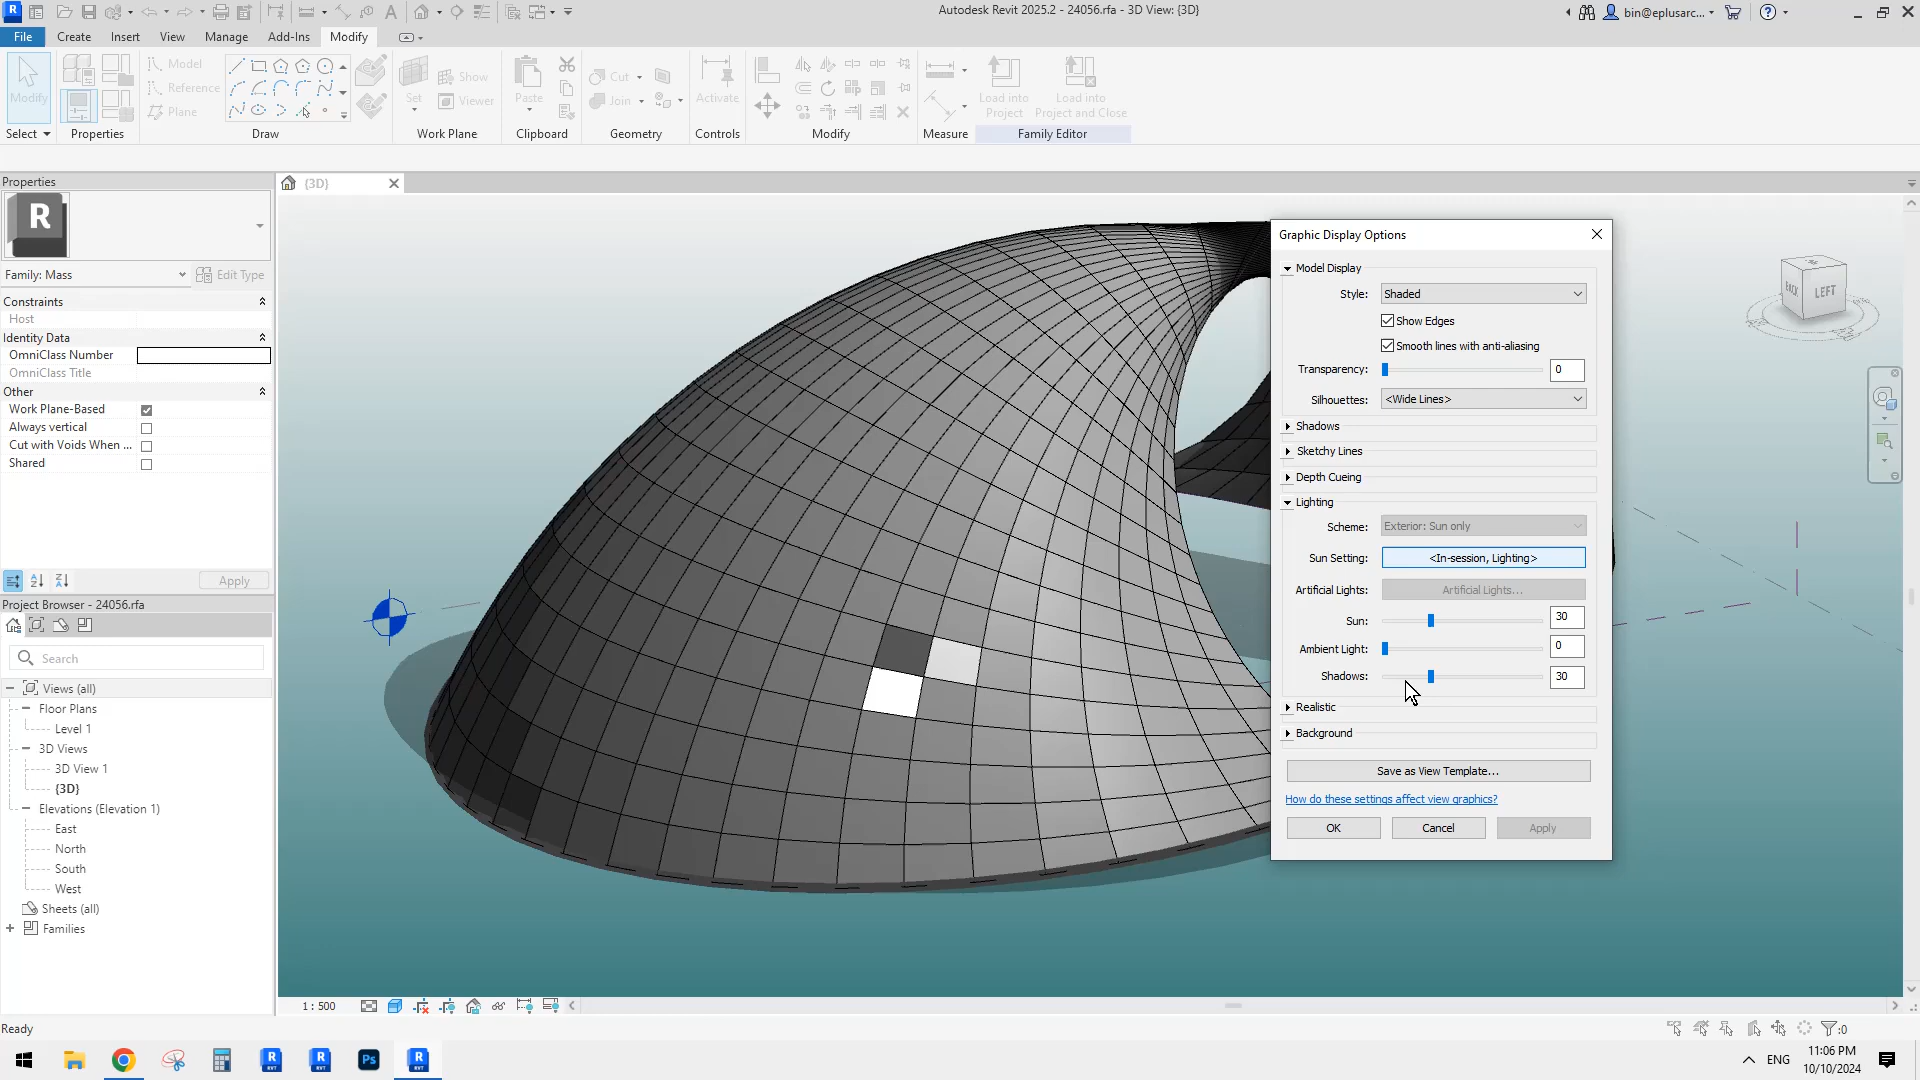 Autodesk Revit 2025.2 - 24056.rfa - 3D View: {3D}
bin@eplusarc...
File Create Insert View Manage Add-Ins Modify
Modify
Model
Reference
Plane
Set
Show
Viewer
Paste
Cut
Join
Activate
Load into Project
Load into Project and Close
Select Properties Draw Work Plane Clipboard Geometry Controls Modify Measure Family Editor
Properties
{3D}
R
Family: Mass
Edit Type
Constraints
Host
Identity Data
OmniClass Number
OmniClass Title
Other
Work Plane-Based
Always vertical
Cut with Voids When ...
Shared
Apply
Project Browser - 24056.rfa
Search
Views (all)
Floor Plans
Level 1
3D Views
3D View 1
{3D}
Elevations (Elevation 1)
East
North
South
West
Sheets (all)
Families
BACK
LEFT
Graphic Display Options
Model Display
Style: Shaded
Show Edges
Smooth lines with anti-aliasing
Transparency: 0
Silhouettes: <Wide Lines>
Shadows
Sketchy Lines
Depth Cueing
Lighting
Scheme: Exterior: Sun only
Sun Setting: <In-session, Lighting>
Artificial Lights: Artificial Lights...
Sun: 30
Ambient Light: 0
Shadows: 30
Realistic
Background
Save as View Template...
How do these settings affect view graphics?
OK Cancel Apply
1 : 500
Ready
:0
R RVT
R RVT
Ps
R RVT
ENG
11:06 PM
10/10/2024